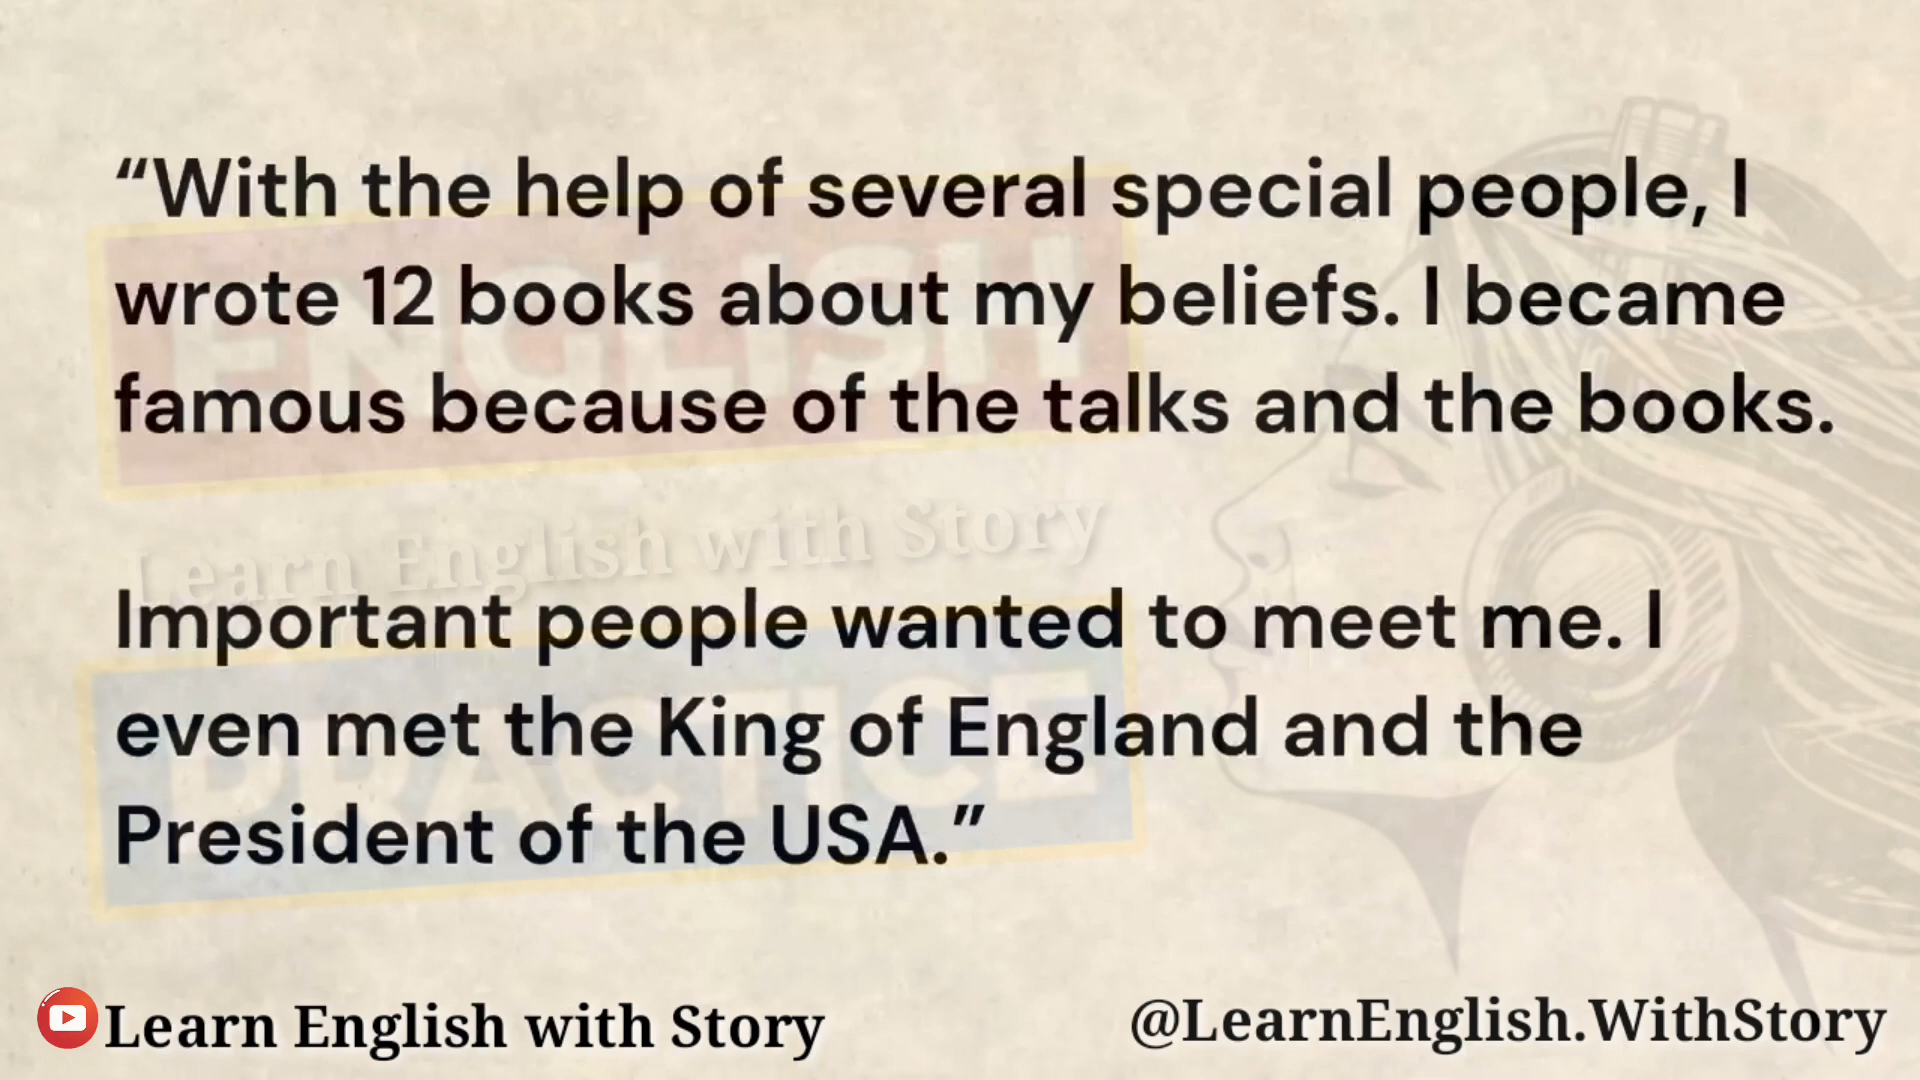 “With the help of several special people, I
wrote 12 books about my beliefs. I became
famous because of the talks and the books.
Learn English with Story
Important people wanted to meet me. I
even met the King of England and the
President of the USA.”
ENGLISH
PRACTICE
Learn English with Story
@LearnEnglish.WithStory